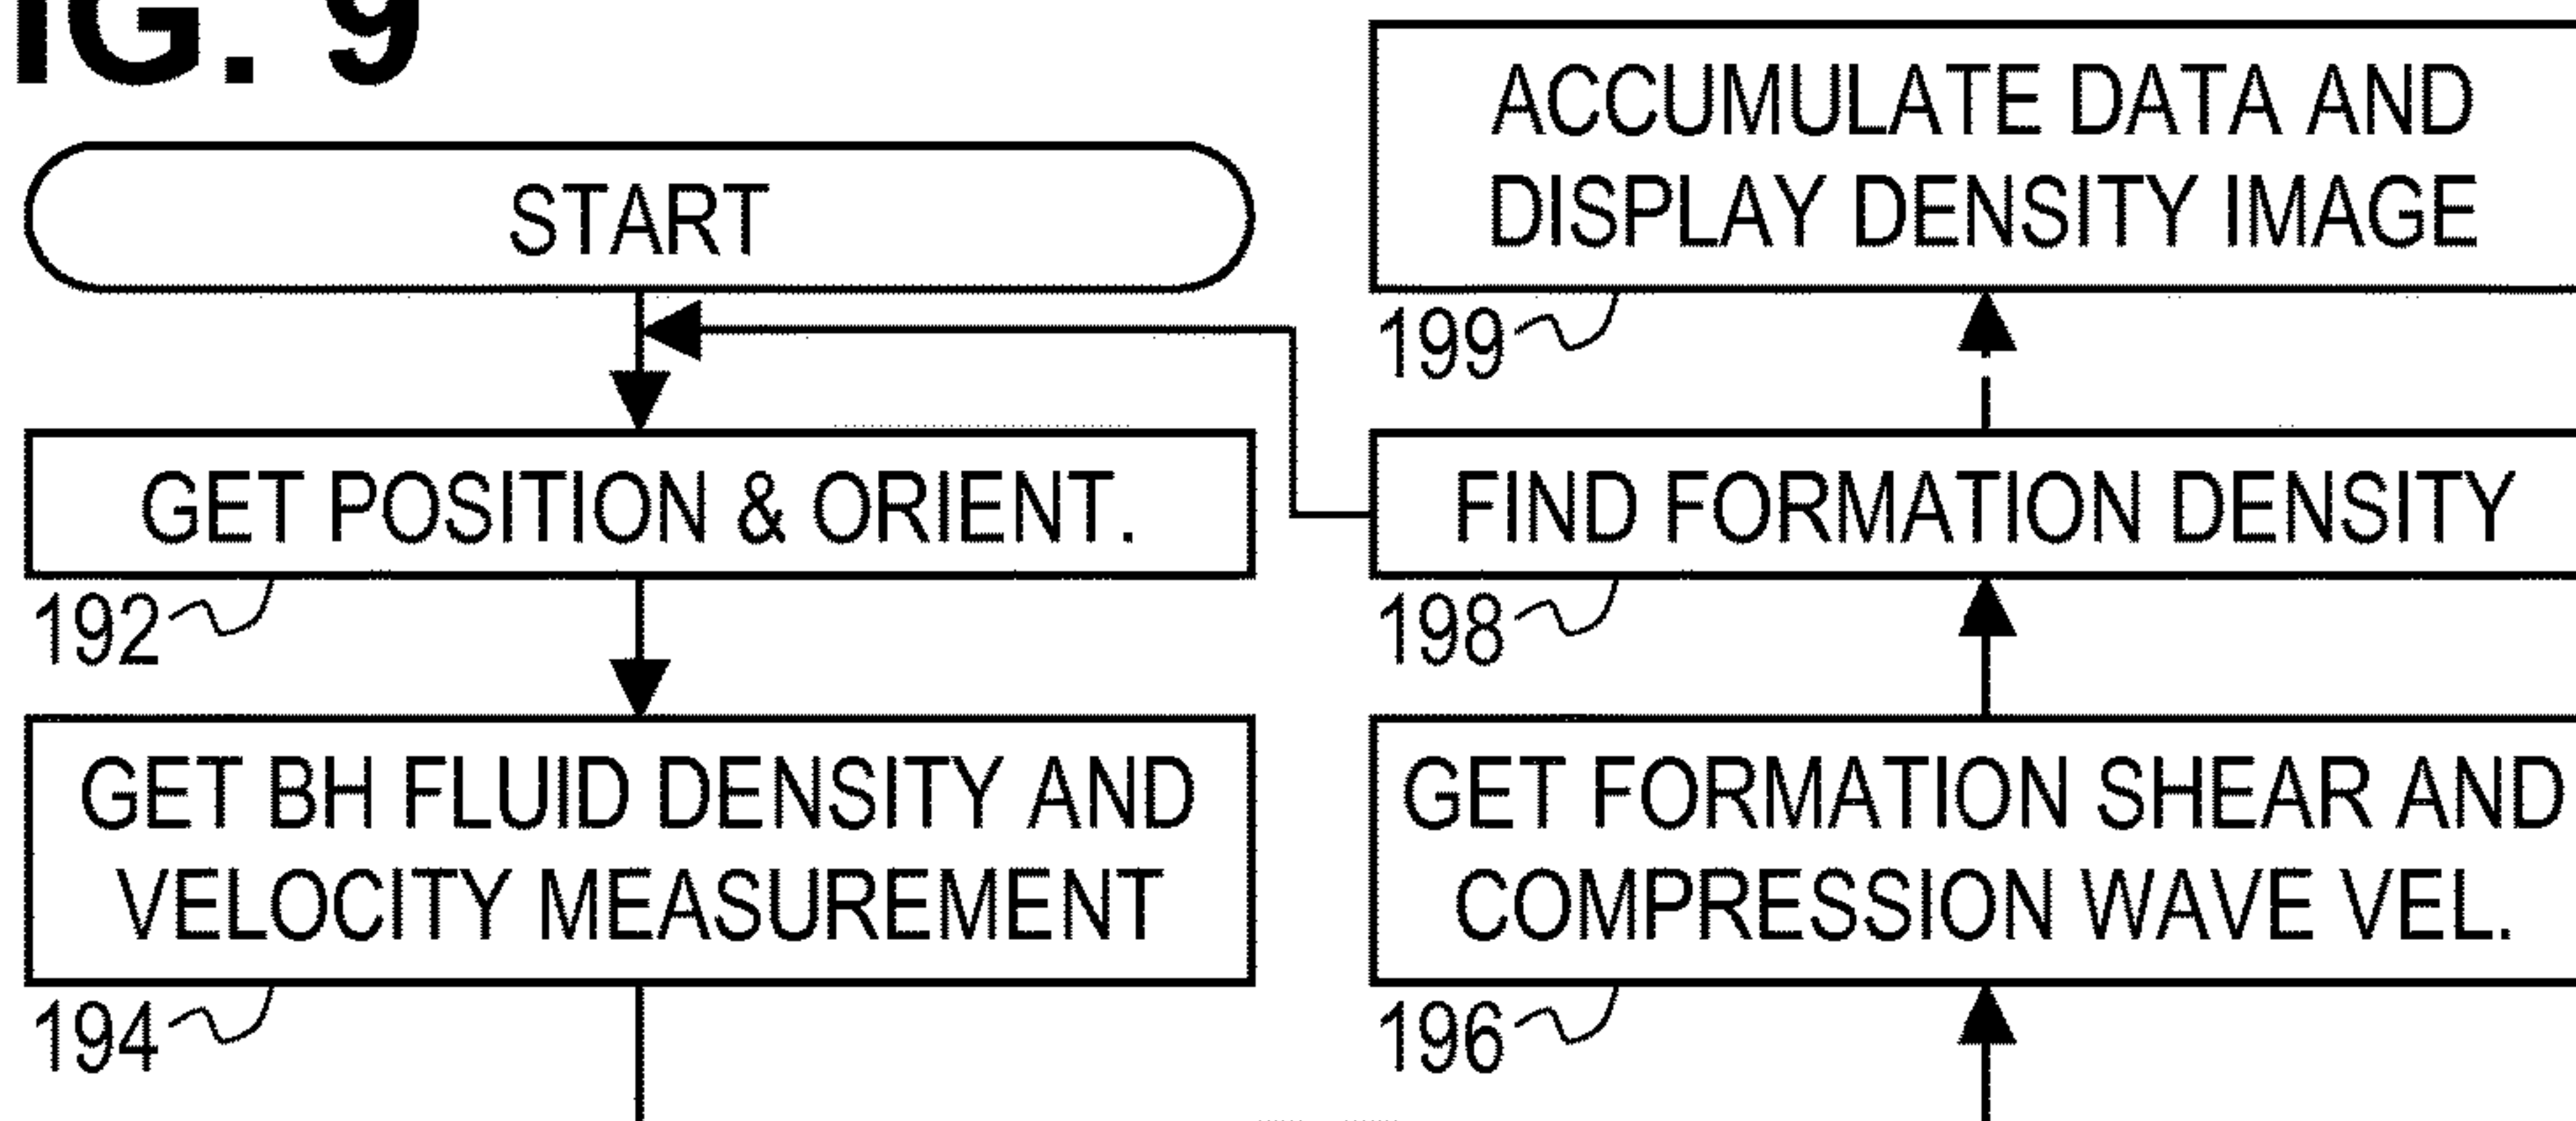 IG. 9
START
GET POSITION & ORIENT.
192
GET BH FLUID DENSITY AND
VELOCITY MEASUREMENT
194
ACCUMULATE DATA AND
DISPLAY DENSITY IMAGE
199
FIND FORMATION DENSITY
198
GET FORMATION SHEAR AND
COMPRESSION WAVE VEL.
196